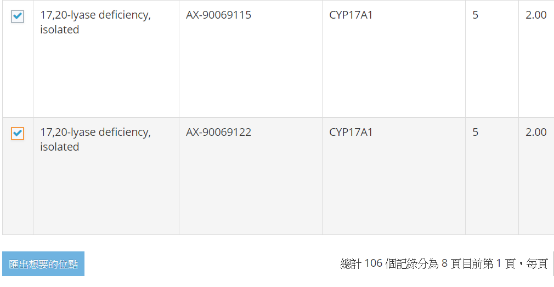 17,20-lyase deficiency, isolated AX-90069115 CYP17A1 5 2.00
17,20-lyase deficiency, isolated AX-90069122 CYP17A1 5 2.00
匯出想要的位點 總計 106 個記錄分為 8 頁目前第 1 頁，每頁